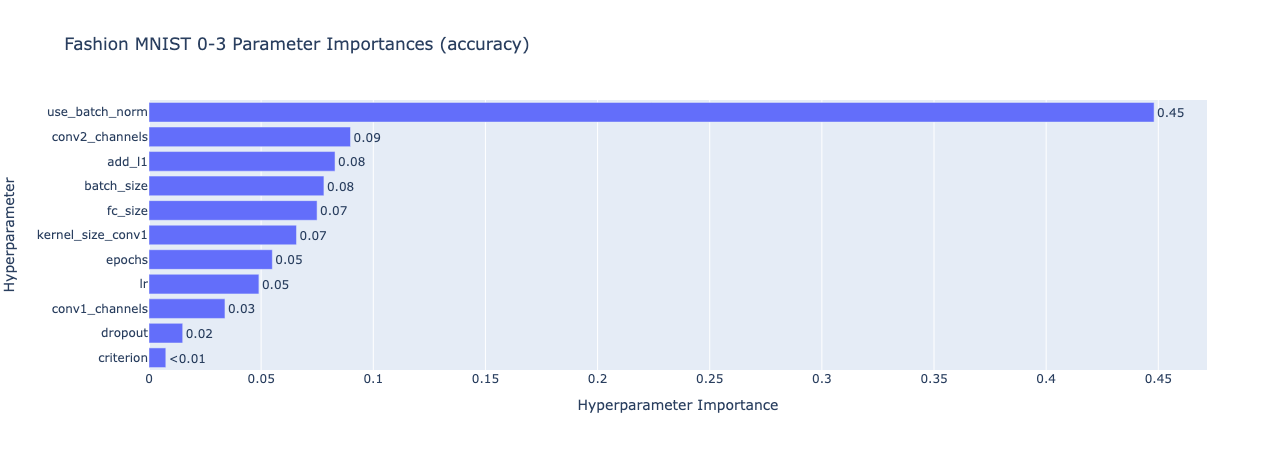 Fashion MNIST 0-3 Parameter Importances (accuracy)
Hyperparameter
use_batch_norm 0.45
conv2_channels 0.09
add_l1 0.08
batch_size 0.08
fc_size 0.07
kernel_size_conv1 0.07
epochs 0.05
lr 0.05
conv1_channels 0.03
dropout 0.02
criterion <0.01
0 0.05 0.1 0.15 0.2 0.25 0.3 0.35 0.4 0.45
Hyperparameter Importance